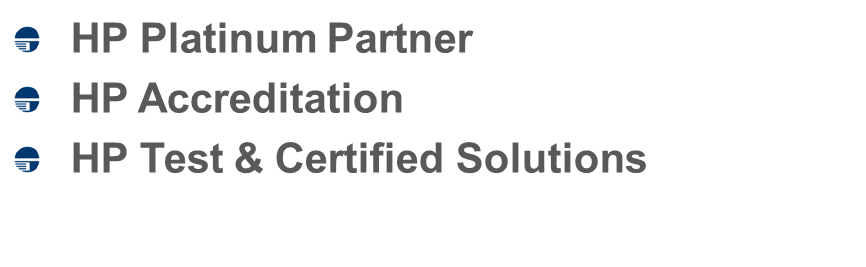 HP Platinum Partner
HP Accreditation
HP Test & Certified Solutions